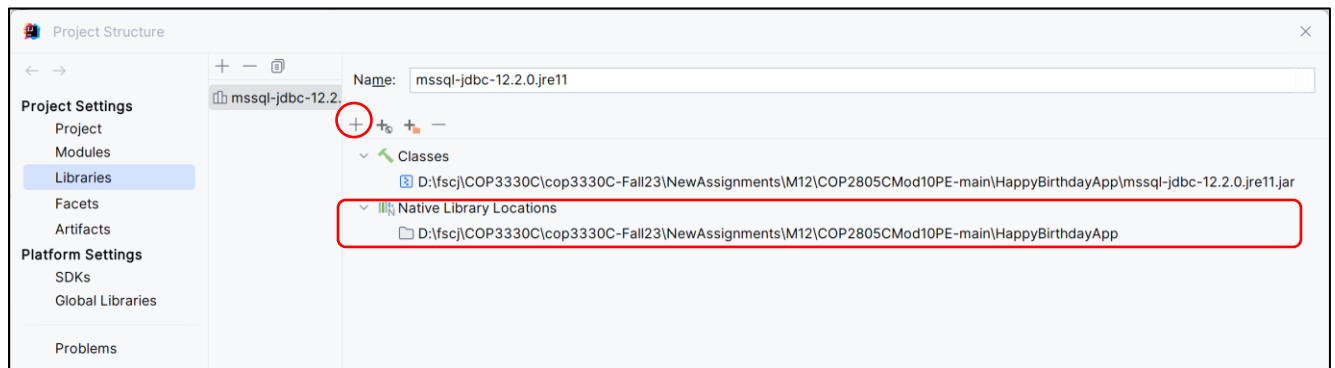 Project Structure
Name: mssql-jdbc-12.2.0.jre11
Project Settings
Project
Modules
Libraries
Facets
Artifacts
Platform Settings
SDKs
Global Libraries
Problems
mssql-jdbc-12.2.
Classes
D:\fscj\COP3330C\cop3330C-Fall23\NewAssignments\M12\COP2805CMod10PE-main\HappyBirthdayApp\mssql-jdbc-12.2.0.jre11.jar
Native Library Locations
D:\fscj\COP3330C\cop3330C-Fall23\NewAssignments\M12\COP2805CMod10PE-main\HappyBirthdayApp